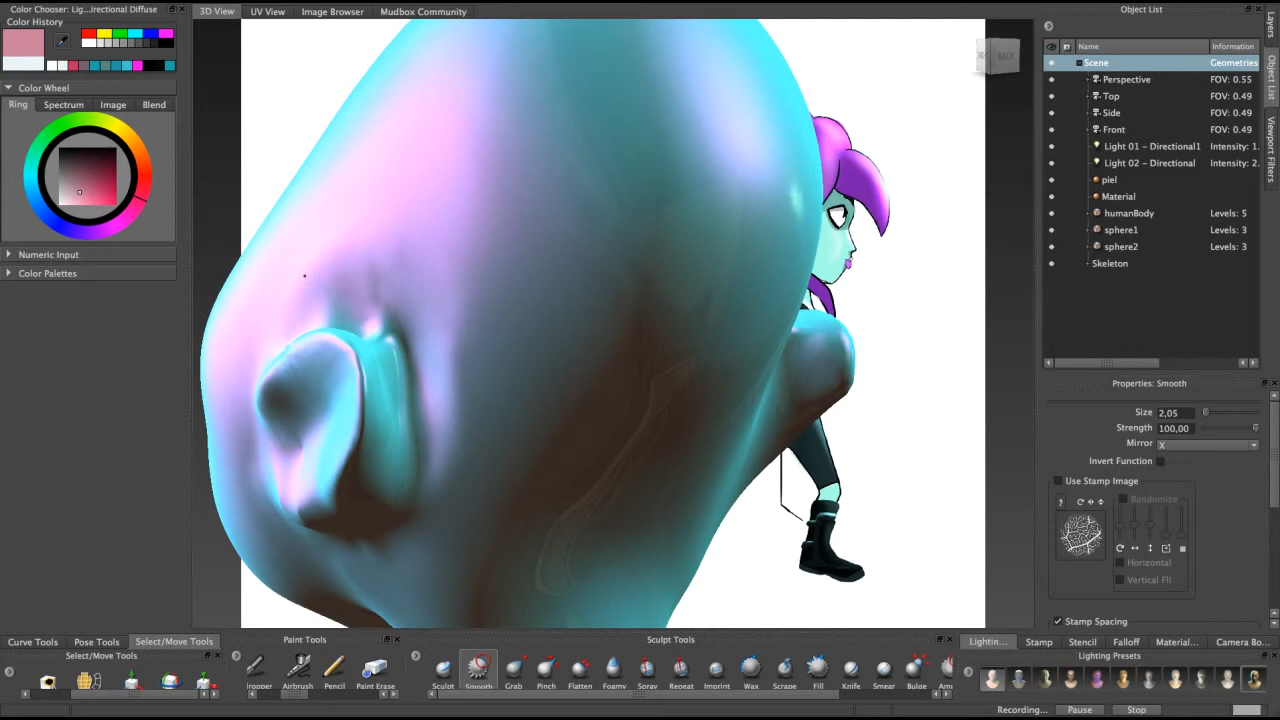 Color Chooser: Lig...irectional Diffuse
Color History
Color Wheel
Ring Spectrum Image Blend
Numeric Input
Color Palettes
3D View UV View Image Browser Mudbox Community
BACK
Object List
Name Information
Scene Geometries
Perspective FOV: 0.55
Top FOV: 0.49
Side FOV: 0.49
Front FOV: 0.49
Light 01 - Directional1 Intensity: 1.
Light 02 - Directional Intensity: 2.
piel
Material
humanBody Levels: 5
sphere1 Levels: 3
sphere2 Levels: 3
Skeleton
Layers
Object List
Viewport Filters
Properties: Smooth
Size 2,05
Strength 100,00
Mirror X
Invert Function
Use Stamp Image
Randomize
Horizontal
Vertical Fli
Stamp Spacing
Curve Tools Pose Tools Select/Move Tools
Select/Move Tools
Paint Tools
Iropper Airbrush Pencil Paint Erase
Sculpt Tools
Sculpt Smooth Grab Pinch Flatten Foamy Spray Repeat Imprint Wax Scrape Fill Knife Smear Bulge Am
Lightin... Stamp Stencil Falloff Material... Camera Bo...
Lighting Presets
Recording... Pause Stop